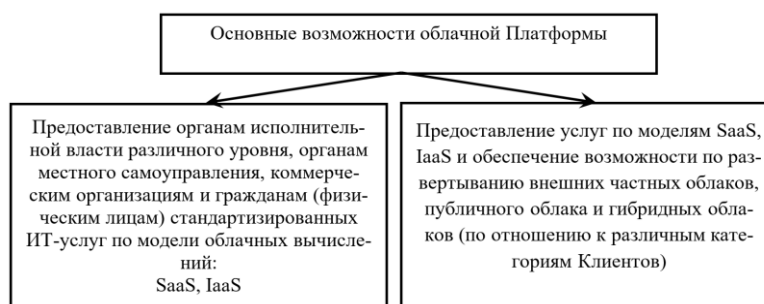 Основные возможности облачной Платформы
Предоставление органам исполнитель-
ной власти различного уровня, органам
местного самоуправления, коммерче-
ским организациям и гражданам (физи-
ческим лицам) стандартизированных
ИТ-услуг по модели облачных вычисле-
ний:
SaaS, IaaS
Предоставление услуг по моделям SaaS,
IaaS и обеспечение возможности по раз-
вертыванию внешних частных облаков,
публичного облака и гибридных обла-
ков (по отношению к различным кате-
гориям Клиентов)